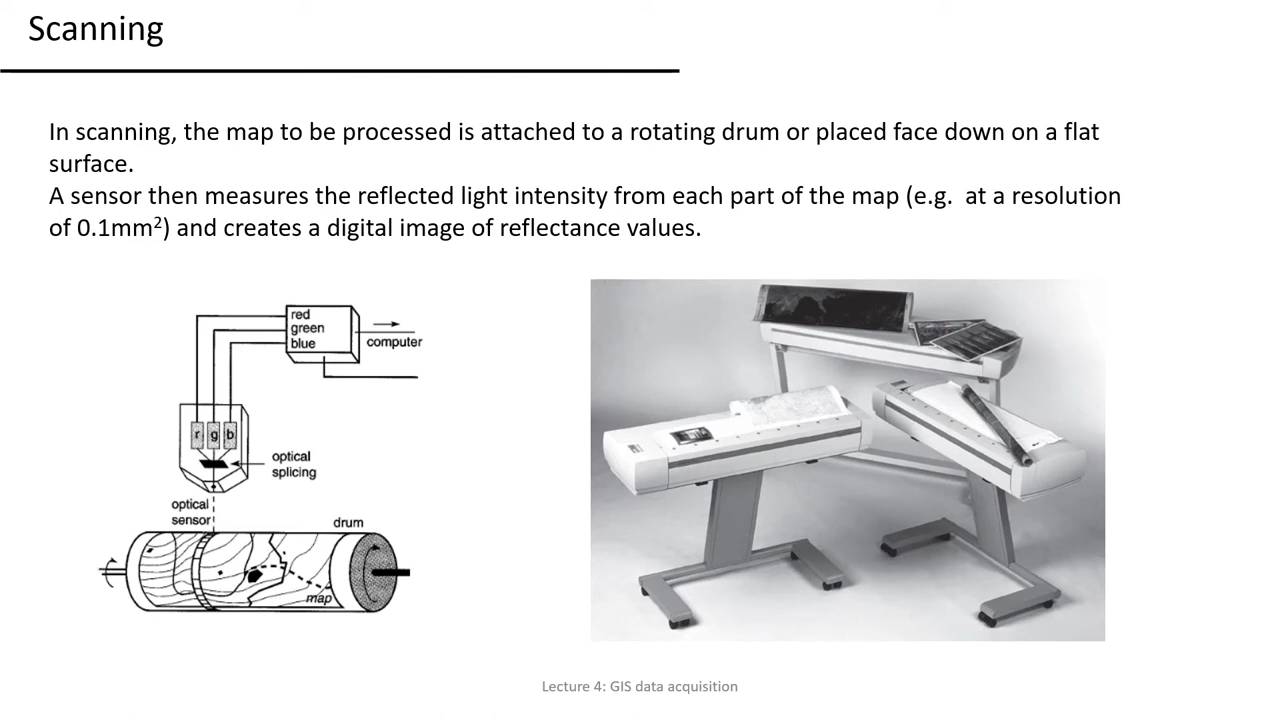 Scanning
In scanning, the map to be processed is attached to a rotating drum or placed face down on a flat
surface.
A sensor then measures the reflected light intensity from each part of the map (e.g.  at a resolution
of 0.1mm²) and creates a digital image of reflectance values.
red
green
blue
computer
r g b
optical
splicing
optical
sensor
drum
map
Lecture 4: GIS data acquisition